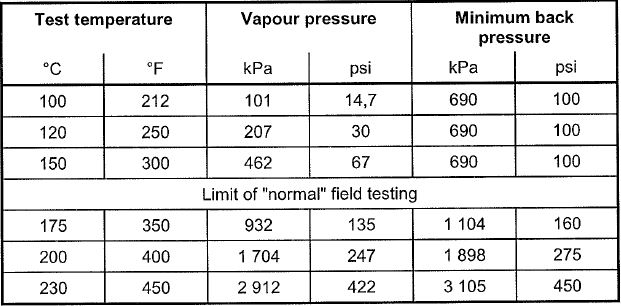 Test temperature Vapour pressure Minimum back pressure
°C °F kPa psi kPa psi
100 212 101 14,7 690 100
120 250 207 30 690 100
150 300 462 67 690 100
Limit of "normal" field testing
175 350 932 135 1 104 160
200 400 1 704 247 1 898 275
230 450 2 912 422 3 105 450